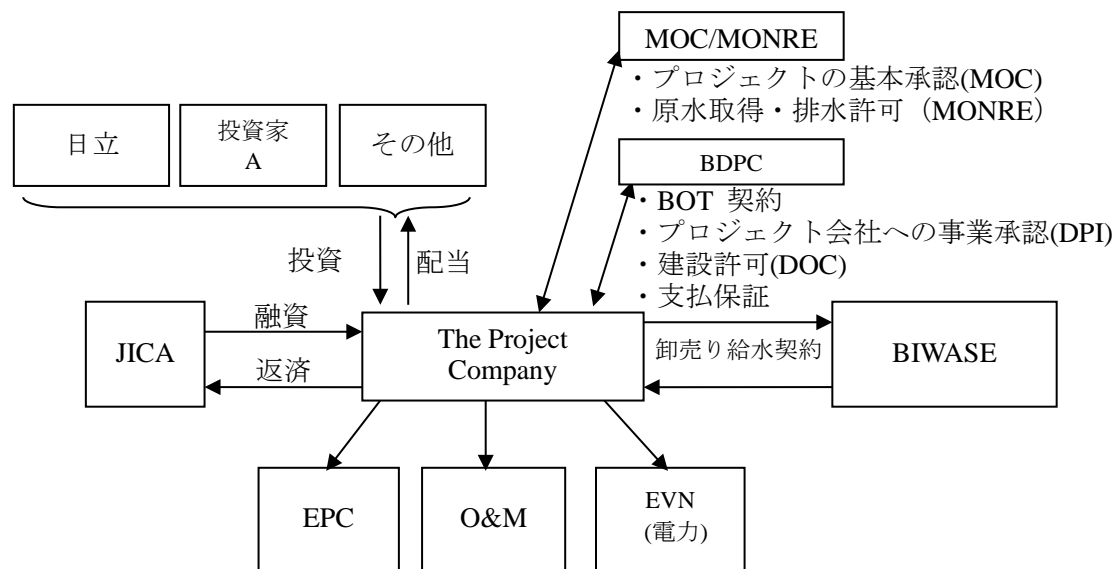 MOC/MONRE
・プロジェクトの基本承認(MOC)
・原水取得・排水許可（MONRE）
日立
投資家
A
その他
BDPC
・BOT 契約
・プロジェクト会社への事業承認(DPI)
・建設許可(DOC)
・支払保証
投資
配当
JICA
融資
返済
The Project
Company
卸売り給水契約
BIWASE
EPC
O&M
EVN
(電力)